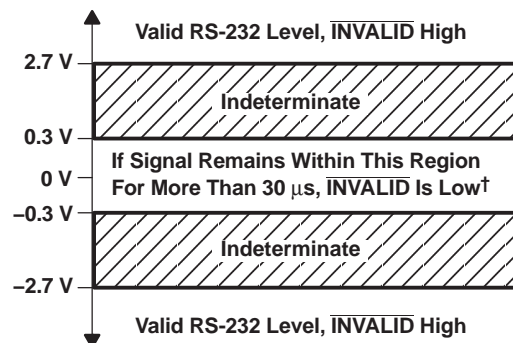 Valid RS-232 Level, INVALID High
2.7 V
Indeterminate
0.3 V
If Signal Remains Within This Region
0 V
For More Than 30 μs, INVALID Is Low†
–0.3 V
Indeterminate
–2.7 V
Valid RS-232 Level, INVALID High